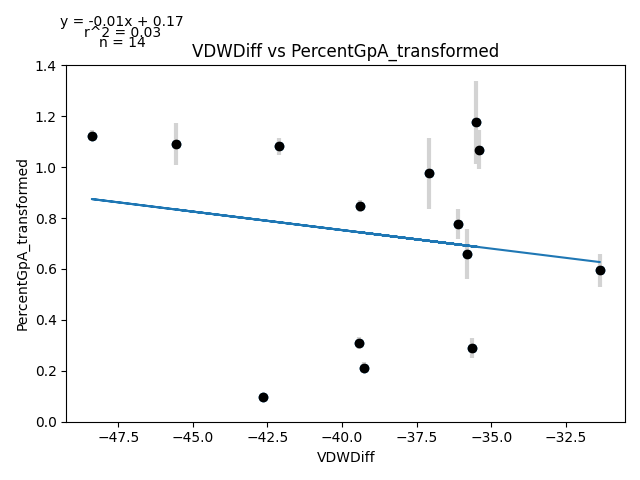 y = -0.01x + 0.17
r^2 = 0.03
n = 14
VDWDiff vs PercentGpA_transformed
1.4
1.2
1.0
0.8
0.6
0.4
0.2
0.0
PercentGpA_transformed
−47.5 −45.0 −42.5 −40.0 −37.5 −35.0 −32.5
VDWDiff